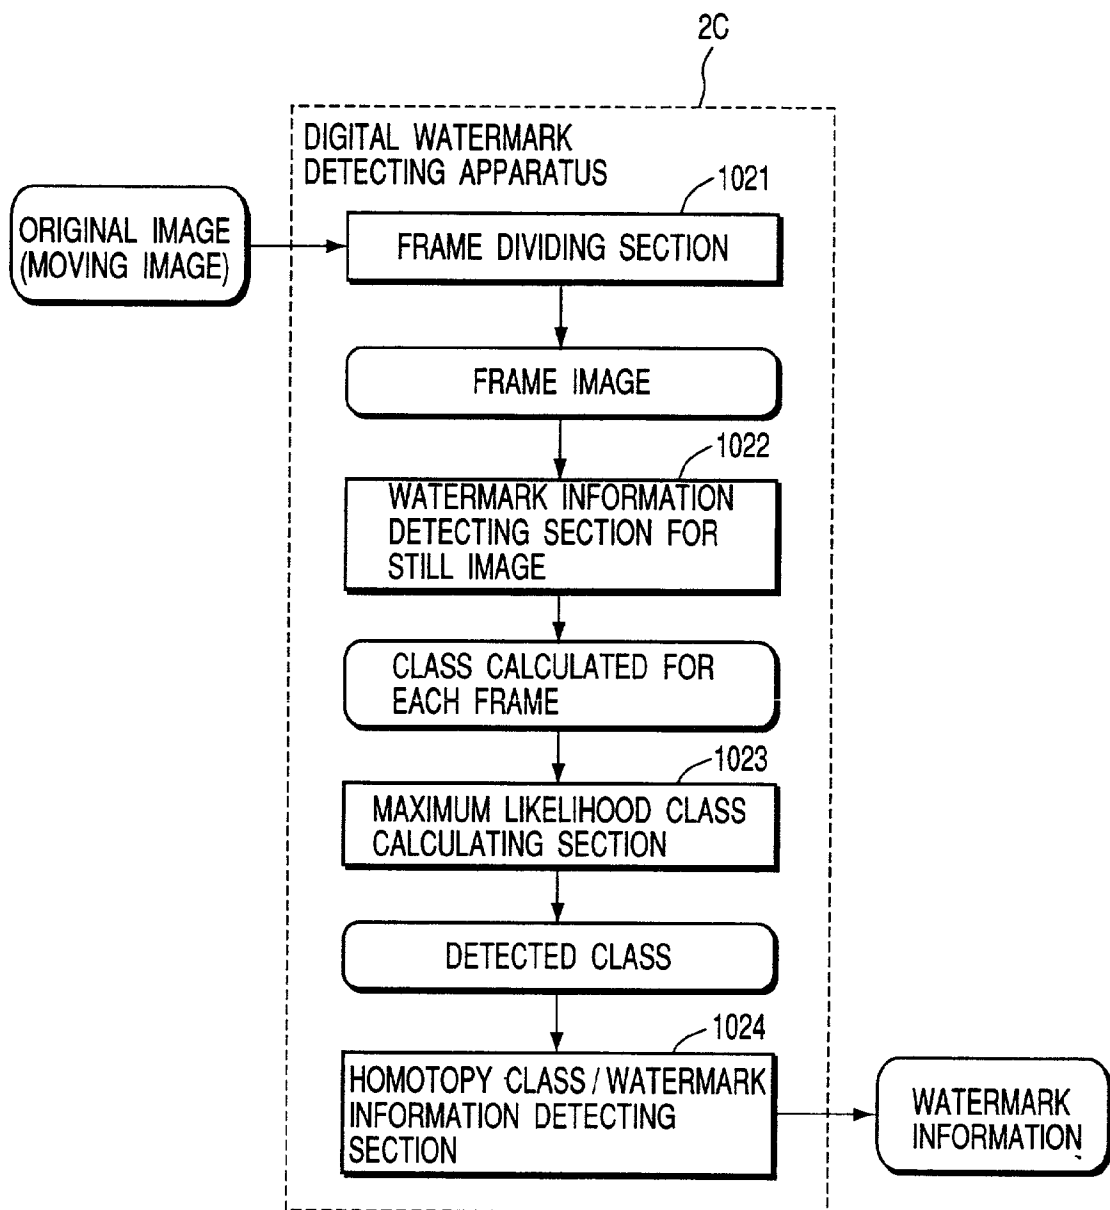 2C
DIGITAL WATERMARK
DETECTING APPARATUS
1021
ORIGINAL IMAGE
(MOVING IMAGE)
FRAME DIVIDING SECTION
FRAME IMAGE
1022
WATERMARK INFORMATION
DETECTING SECTION FOR
STILL IMAGE
CLASS CALCULATED FOR
EACH FRAME
1023
MAXIMUM LIKELIHOOD CLASS
CALCULATING SECTION
DETECTED CLASS
1024
HOMOTOPY CLASS / WATERMARK
INFORMATION DETECTING
SECTION
WATERMARK
INFORMATION